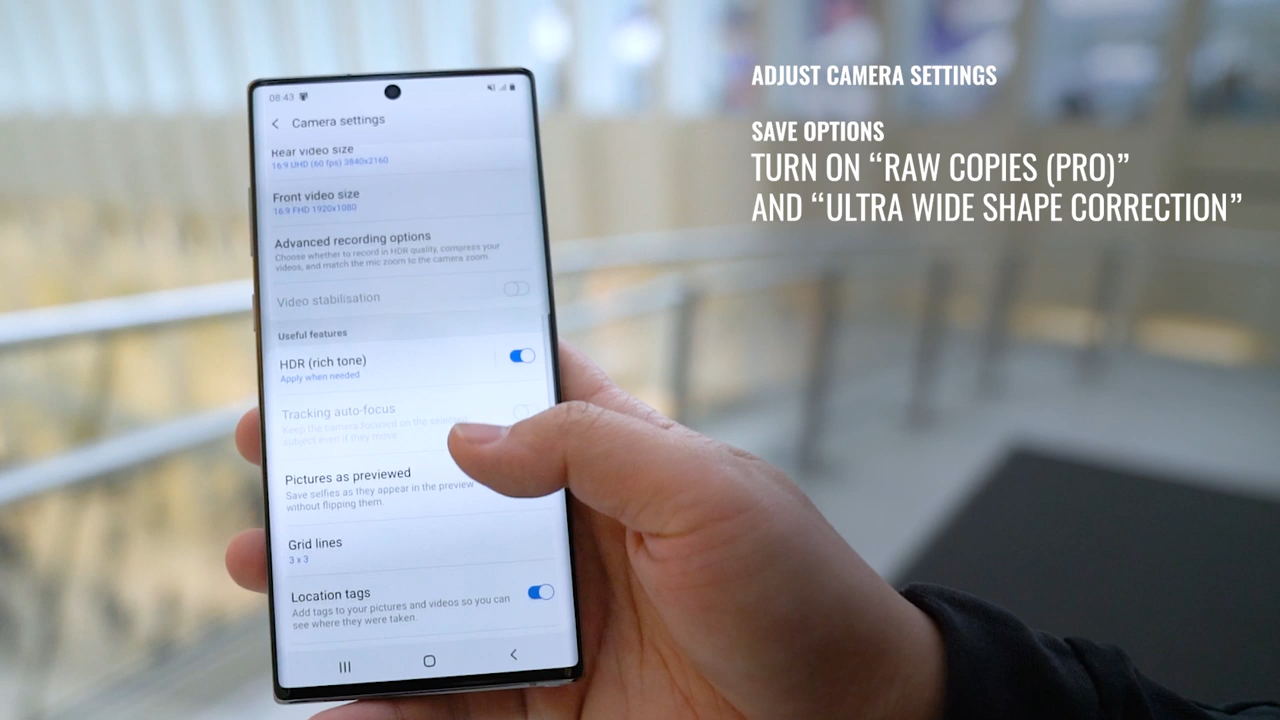 08:43
Camera settings
Rear video size
16:9 UHD (60 fps) 3840x2160
Front video size
16:9 FHD 1920x1080
Advanced recording options
Choose whether to record in HDR quality, compress your
videos, and match the mic zoom to the camera zoom.
Video stabilisation
Useful features
HDR (rich tone)
Apply when needed
Tracking auto-focus
Keep the camera focused on the selected
subject even if they move.
Pictures as previewed
Save selfies as they appear in the preview
without flipping them.
Grid lines
3 x 3
Location tags
Add tags to your pictures and videos so you can
see where they were taken.
ADJUST CAMERA SETTINGS
SAVE OPTIONS
TURN ON “RAW COPIES (PRO)”
AND “ULTRA WIDE SHAPE CORRECTION”